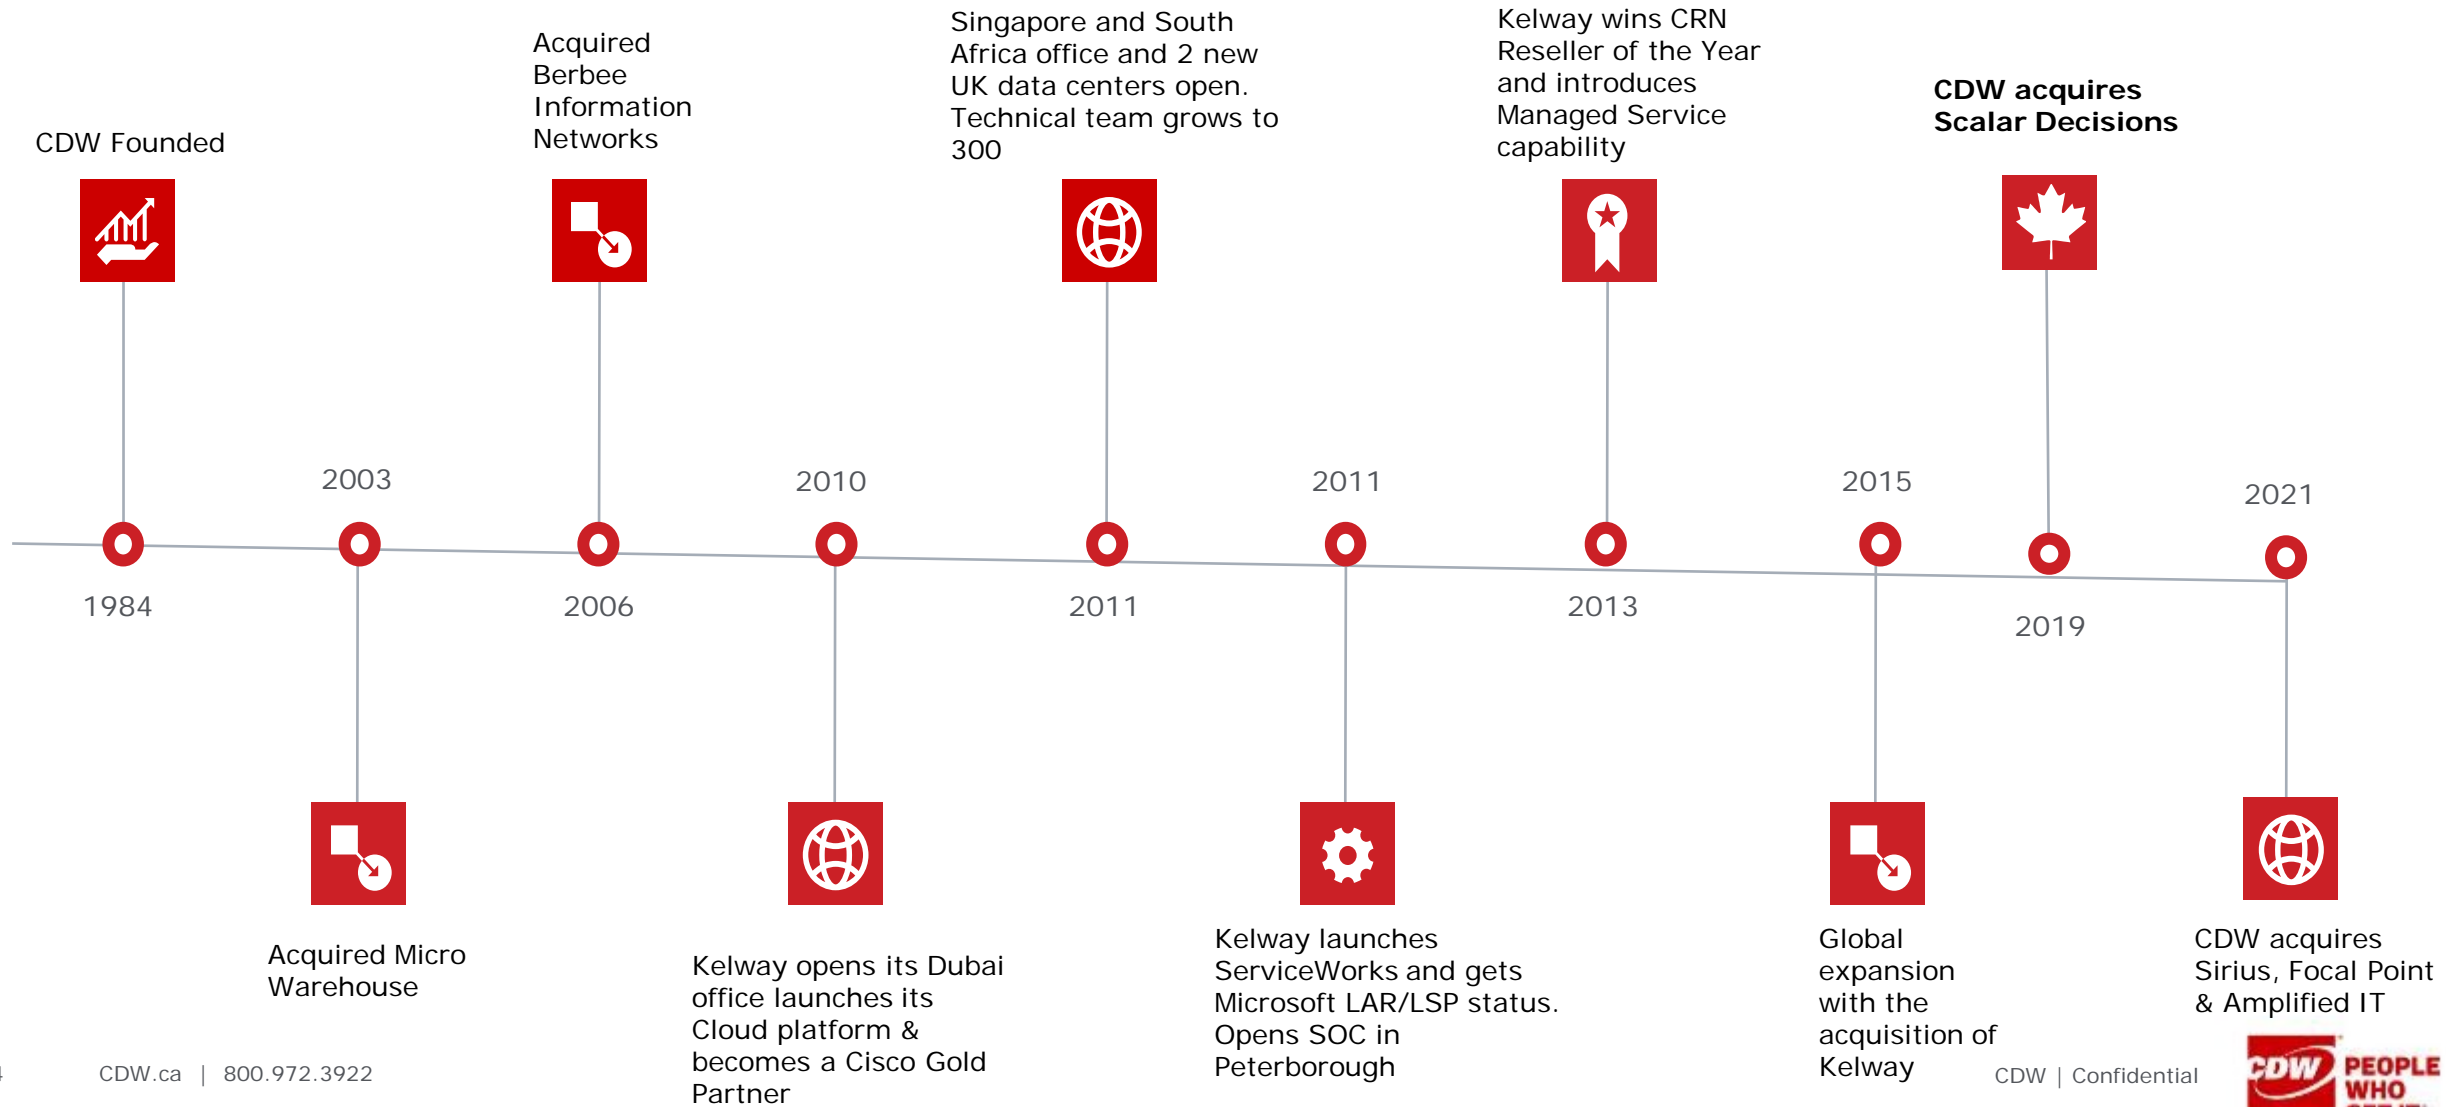 CDW Founded
Acquired
Berbee
Information
Networks
Singapore and South
Africa office and 2 new
UK data centers open.
Technical team grows to
300
Kelway wins CRN
Reseller of the Year
and introduces
Managed Service
capability
CDW acquires
Scalar Decisions
2003
2010
2011
2015
2021
1984
2006
2011
2013
2019
Acquired Micro
Warehouse
Kelway opens its Dubai
office launches its
Cloud platform &
becomes a Cisco Gold
Partner
Kelway launches
ServiceWorks and gets
Microsoft LAR/LSP status.
Opens SOC in
Peterborough
Global
expansion
with the
acquisition of
Kelway
CDW acquires
Sirius, Focal Point
& Amplified IT
CDW.ca | 800.972.3922
CDW | Confidential
CDW
PEOPLE
WHO